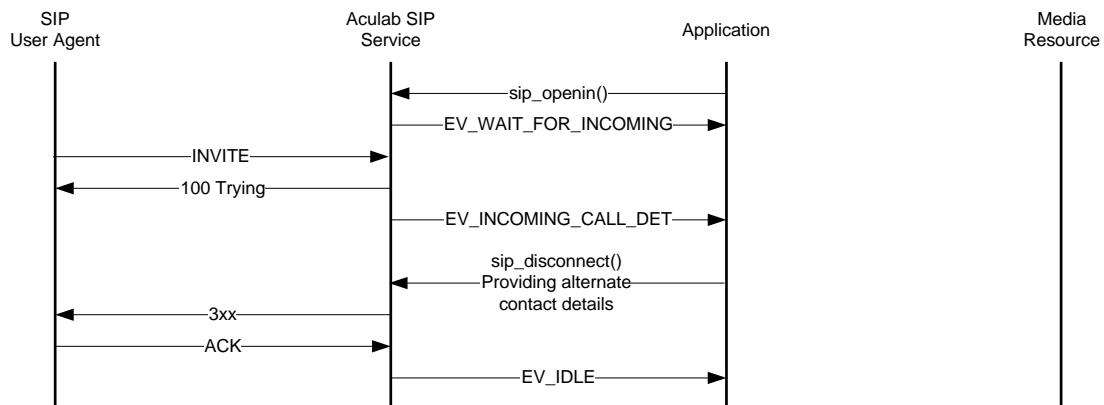 SIP
User Agent
Aculab SIP
Service
Application
Media
Resource
sip_openin()
EV_WAIT_FOR_INCOMING
INVITE
100 Trying
EV_INCOMING_CALL_DET
sip_disconnect()
Providing alternate
contact details
3xx
ACK
EV_IDLE